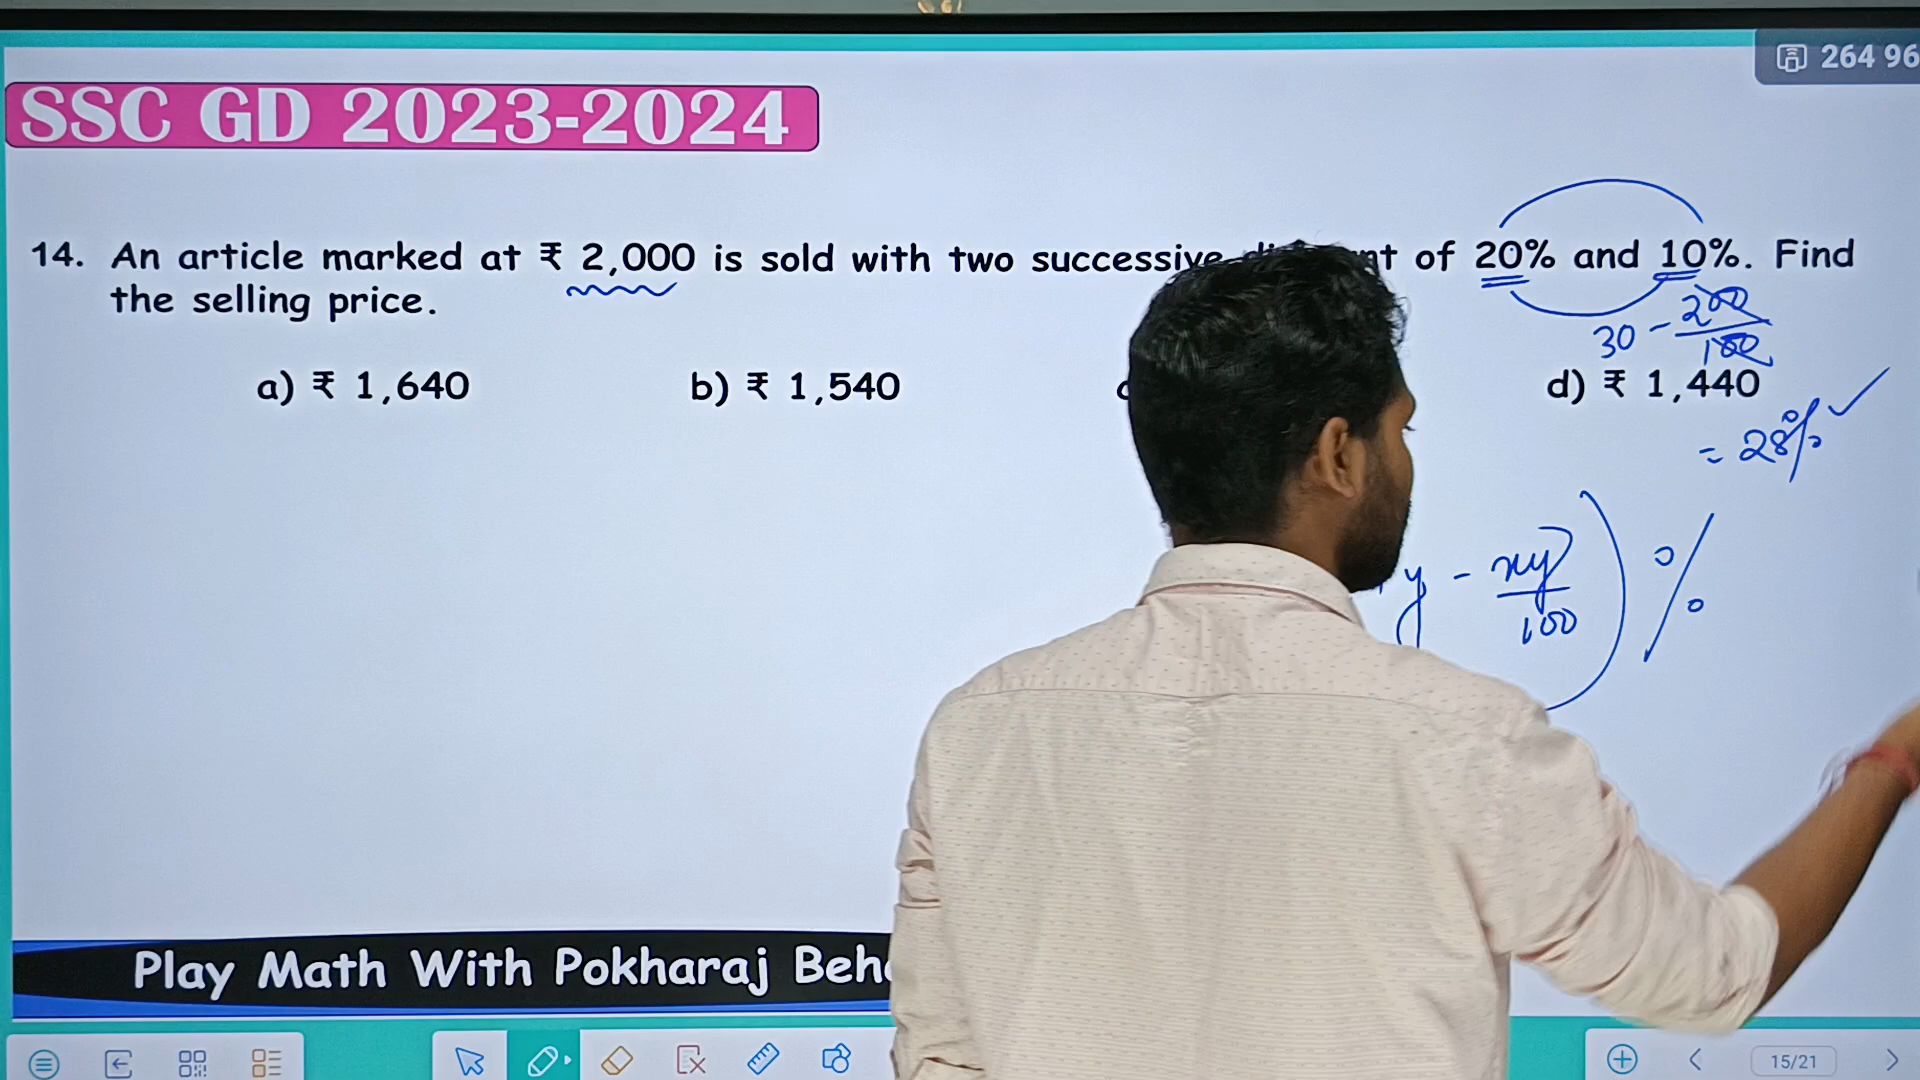 264 96
SSC GD 2023-2024
14. An article marked at ₹ 2,000 is sold with two successive of 20% and 10%. Find
the selling price.
30 - 200/100
a) ₹ 1,640 b) ₹ 1,540 d) ₹ 1,440
= 28%
y - xy/100) %
Play Math With Pokharaj
15/21